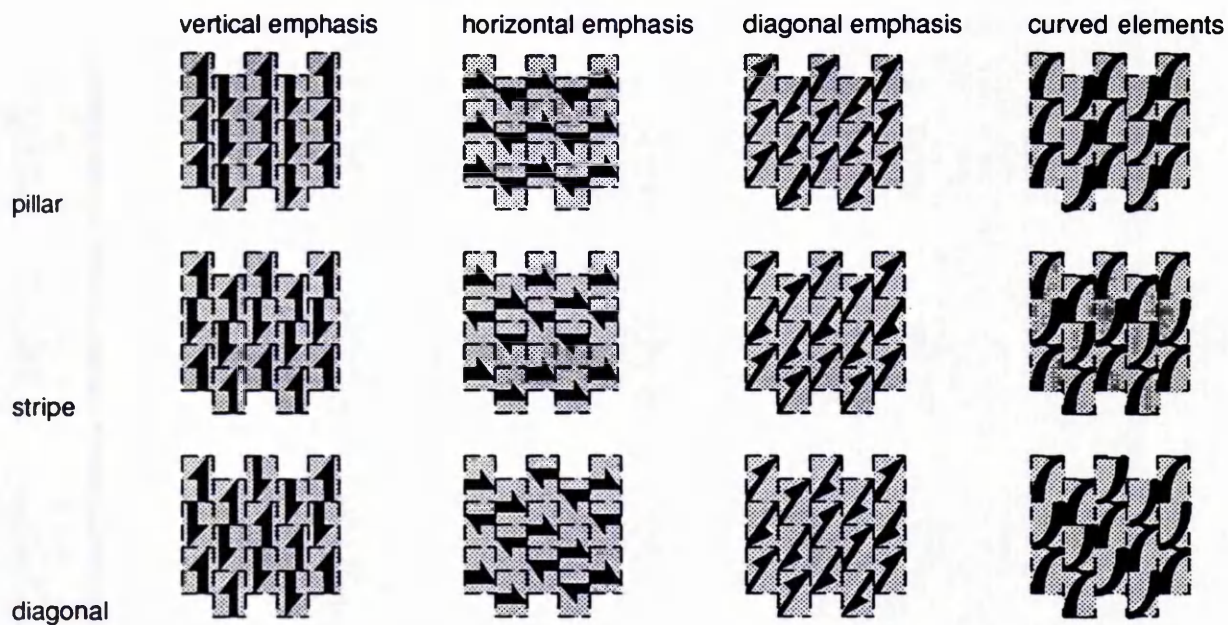 vertical emphasis horizontal emphasis diagonal emphasis curved elements
pillar
stripe
diagonal